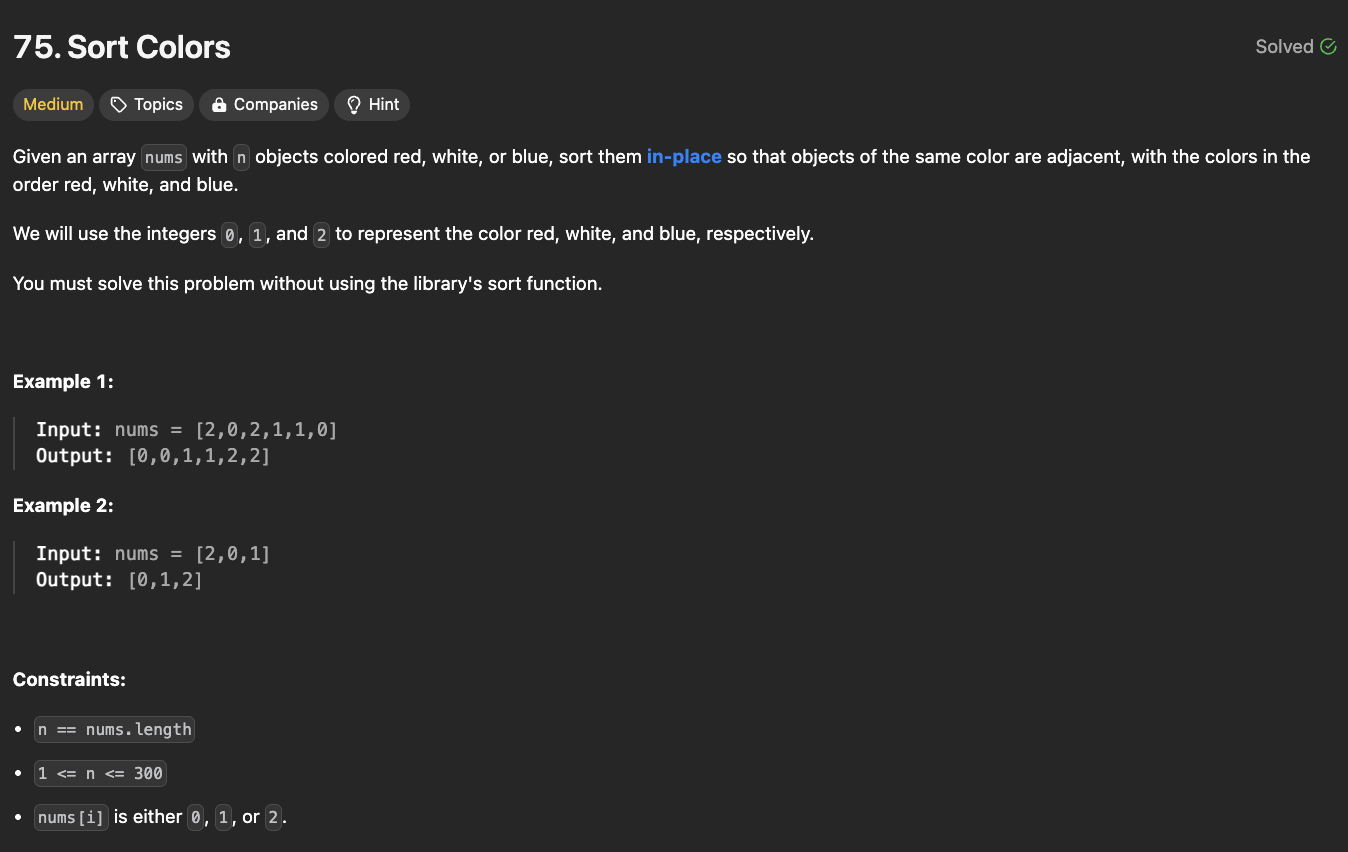 75. Sort Colors
Solved
Medium Topics Companies Hint
Given an array nums with n objects colored red, white, or blue, sort them in-place so that objects of the same color are adjacent, with the colors in the
order red, white, and blue.
We will use the integers 0, 1, and 2 to represent the color red, white, and blue, respectively.
You must solve this problem without using the library's sort function.
Example 1:
Input: nums = [2,0,2,1,1,0]
Output: [0,0,1,1,2,2]
Example 2:
Input: nums = [2,0,1]
Output: [0,1,2]
Constraints:
• n == nums.length
• 1 <= n <= 300
• nums[i] is either 0, 1, or 2.